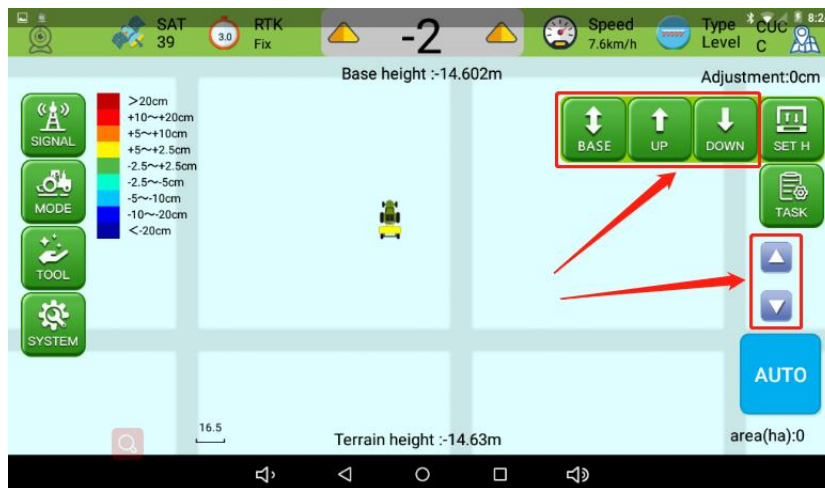 8:2
SAT
39
3.0
RTK
Fix
-2
Speed
7.6km/h
Type
Level
CUC
C
Base height :-14.602m
Adjustment:0cm
SIGNAL
MODE
TOOL
SYSTEM
>20cm
+10~+20cm
+5~+10cm
+5~+2.5cm
-2.5~+2.5cm
-2.5~-5cm
-5~-10cm
-10~-20cm
<-20cm
BASE
UP
DOWN
SET H
TASK
AUTO
16.5
Terrain height :-14.63m
area(ha):0